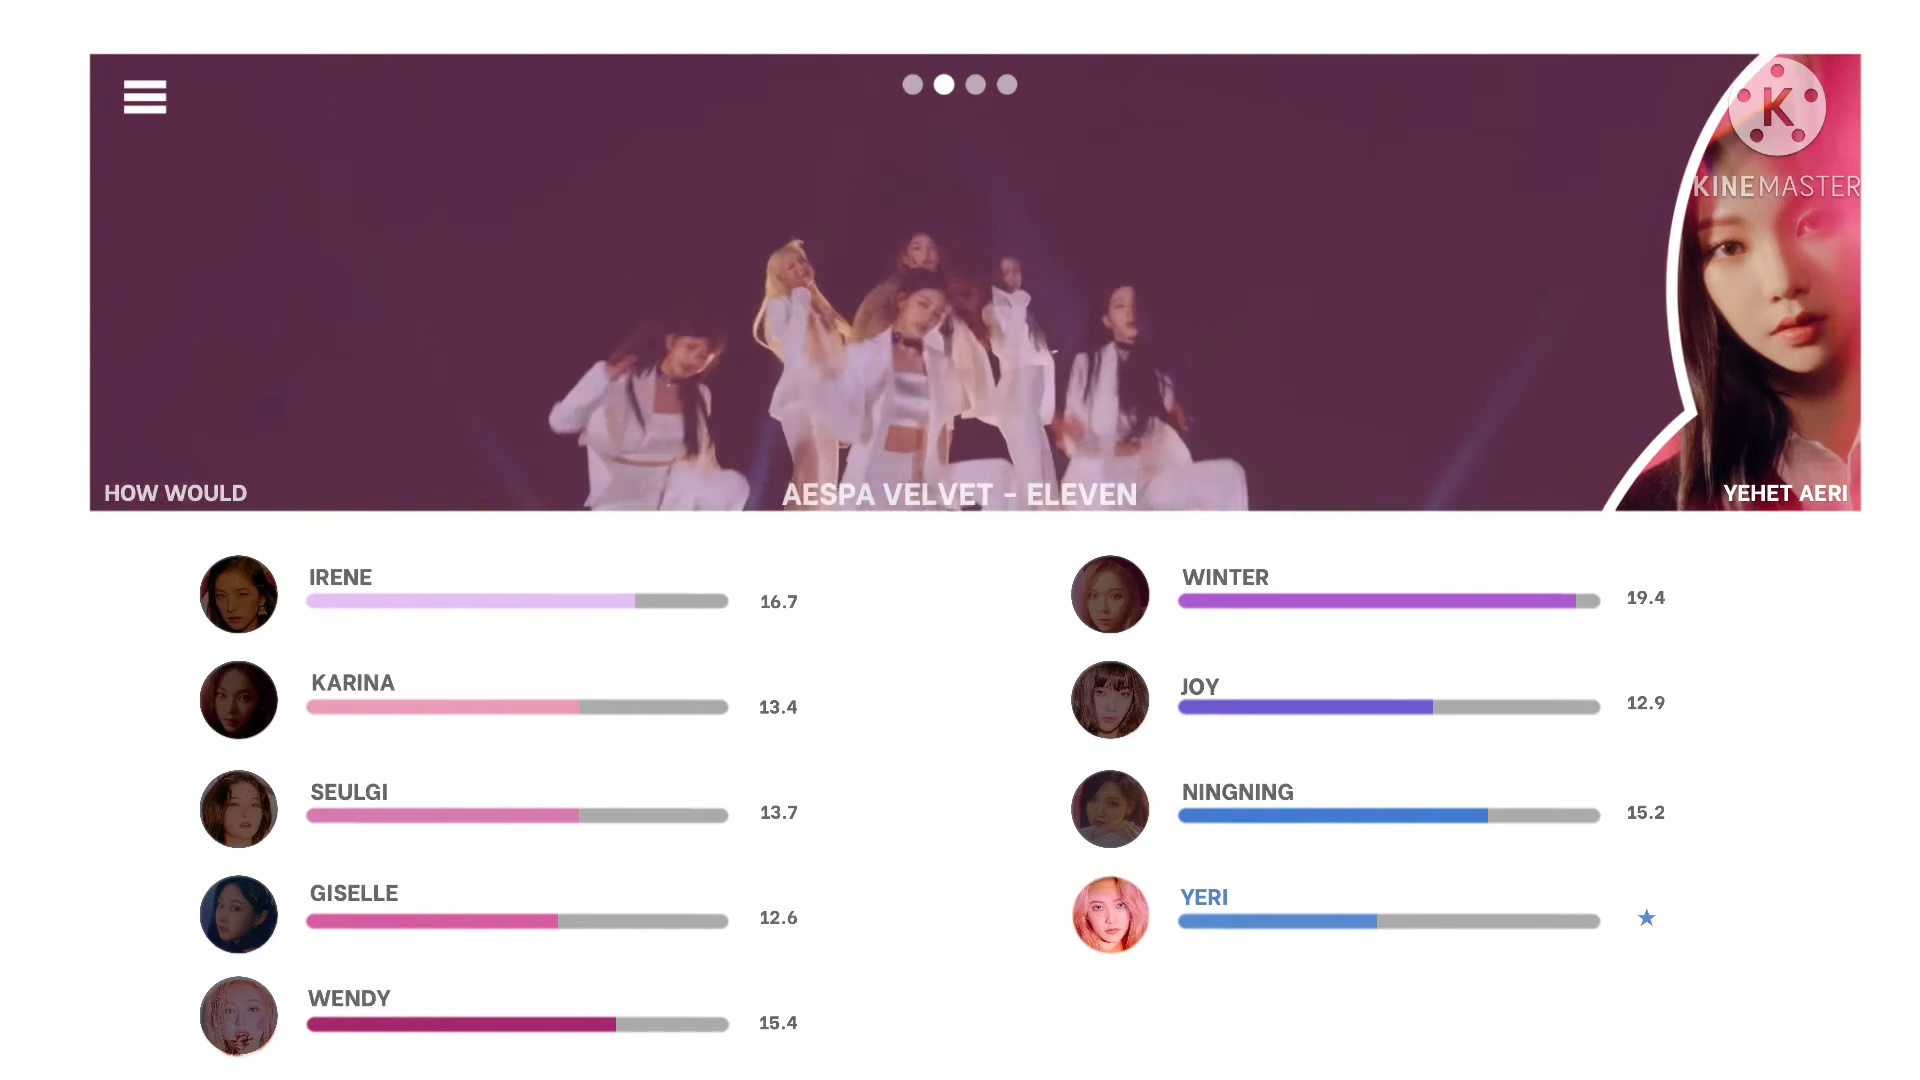 K
KINEMASTER
HOW WOULD
AESPA VELVET - ELEVEN
YEHET AERI
IRENE
16.7
KARINA
13.4
SEULGI
13.7
GISELLE
12.6
WENDY
15.4
WINTER
19.4
JOY
12.9
NINGNING
15.2
YERI
★